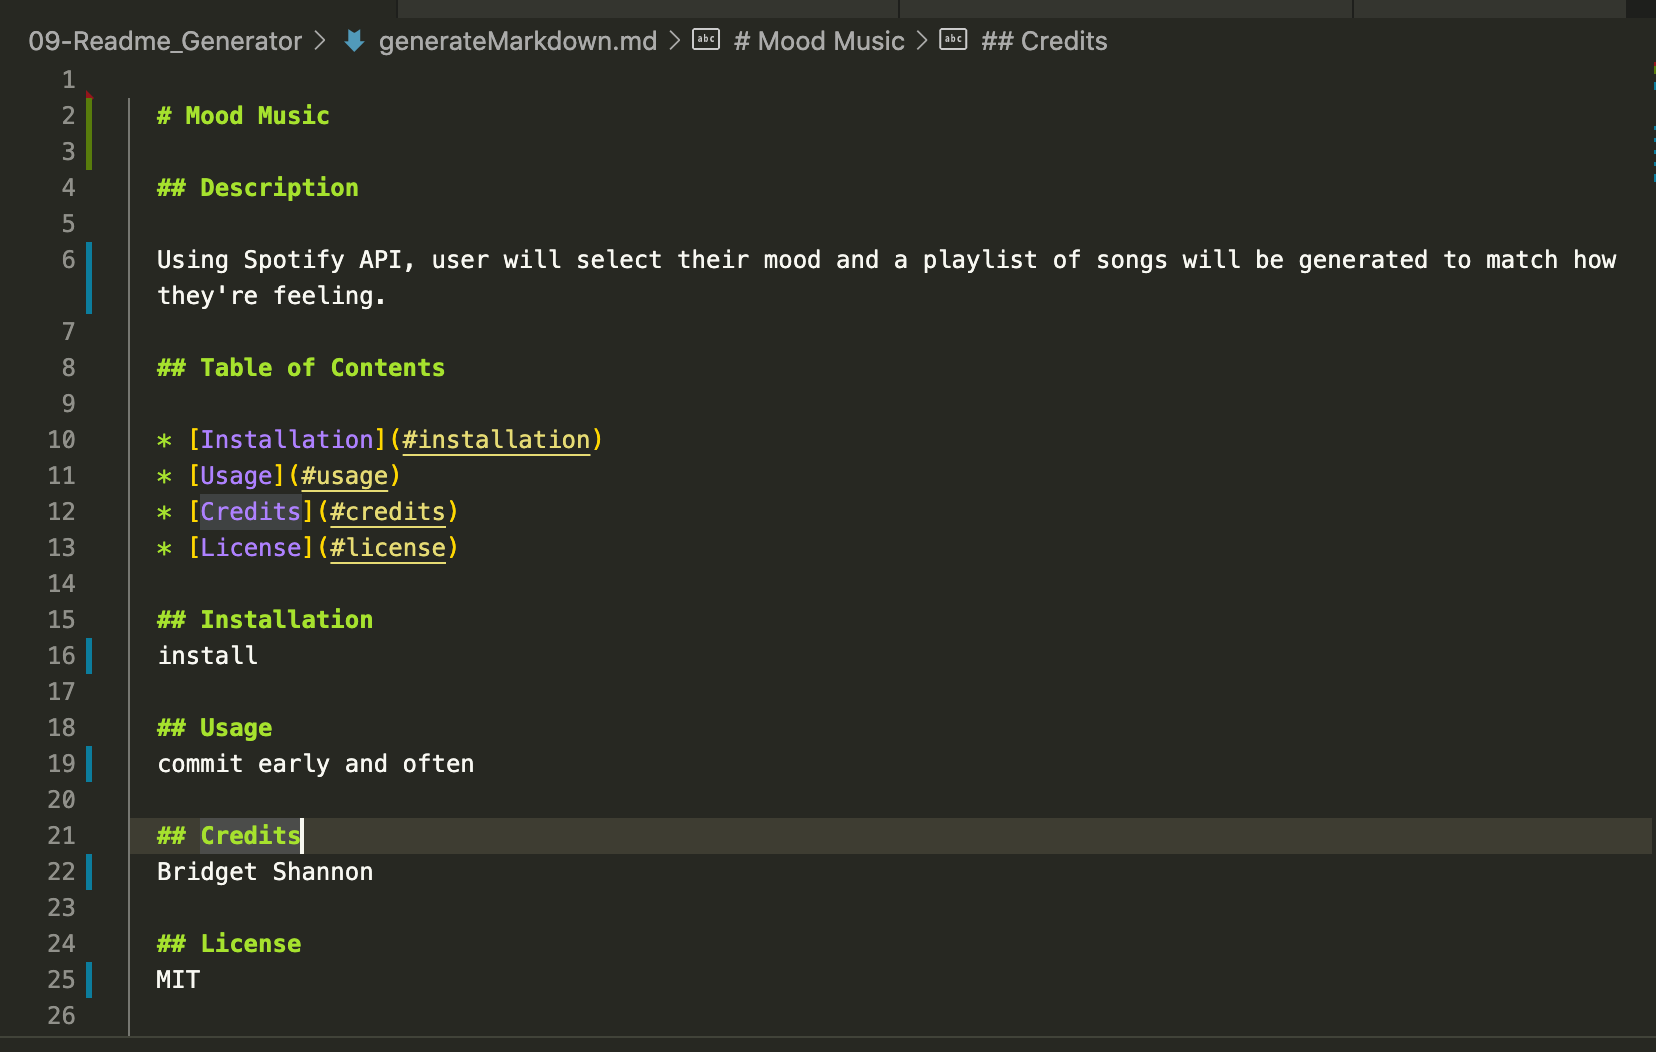 09-Readme_Generator > generateMarkdown.md > abc # Mood Music > abc ## Credits
1
2 # Mood Music
3
4 ## Description
5
6 Using Spotify API, user will select their mood and a playlist of songs will be generated to match how
they're feeling.
7
8 ## Table of Contents
9
10 * [Installation](#installation)
11 * [Usage](#usage)
12 * [Credits](#credits)
13 * [License](#license)
14
15 ## Installation
16 install
17
18 ## Usage
19 commit early and often
20
21 ## Credits
22 Bridget Shannon
23
24 ## License
25 MIT
26